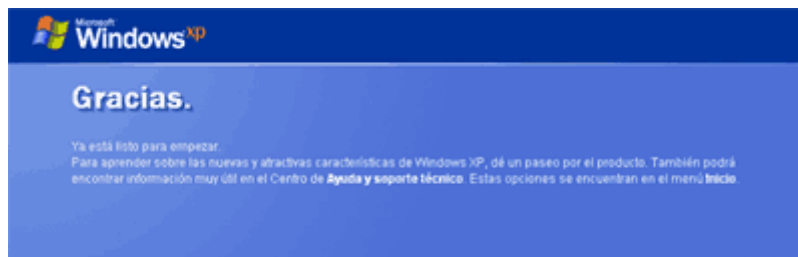 Microsoft
Windows xp
Gracias.
Ya está listo para empezar.
Para aprender sobre las nuevas y atractivas características de Windows XP, dé un paseo por el producto. También podrá
encontrar información muy útil en el Centro de Ayuda y soporte técnico. Estas opciones se encuentran en el menú Inicio.